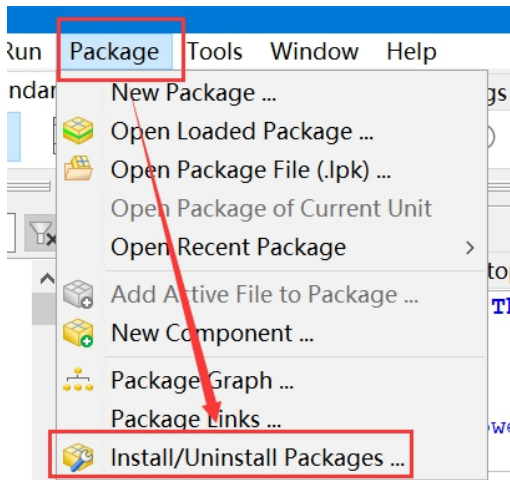 Run Package Tools Window Help
New Package ...
Open Loaded Package ...
Open Package File (.lpk) ...
Open Package of Current Unit
Open Recent Package
Add Active File to Package ...
New Component ...
Package Graph ...
Package Links ...
Install/Uninstall Packages ...